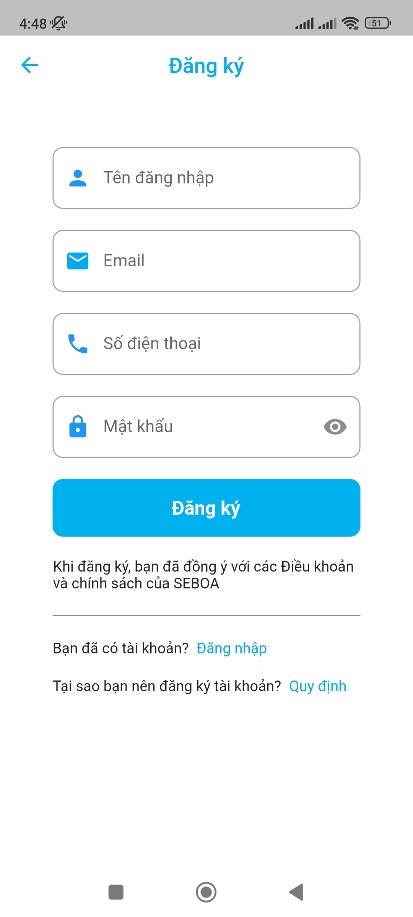 4:48
51
Đăng ký
Tên đăng nhập
Email
Số điện thoại
Mật khẩu
Đăng ký
Khi đăng ký, bạn đã đồng ý với các Điều khoản
và chính sách của SEBOA
Bạn đã có tài khoản? Đăng nhập
Tại sao bạn nên đăng ký tài khoản? Quy định